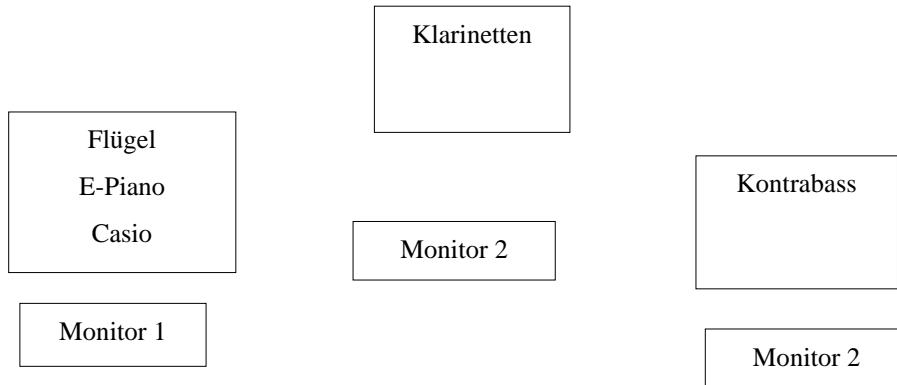 Klarinetten
Flügel
E-Piano
Casio
Kontrabass
Monitor 2
Monitor 1
Monitor 2